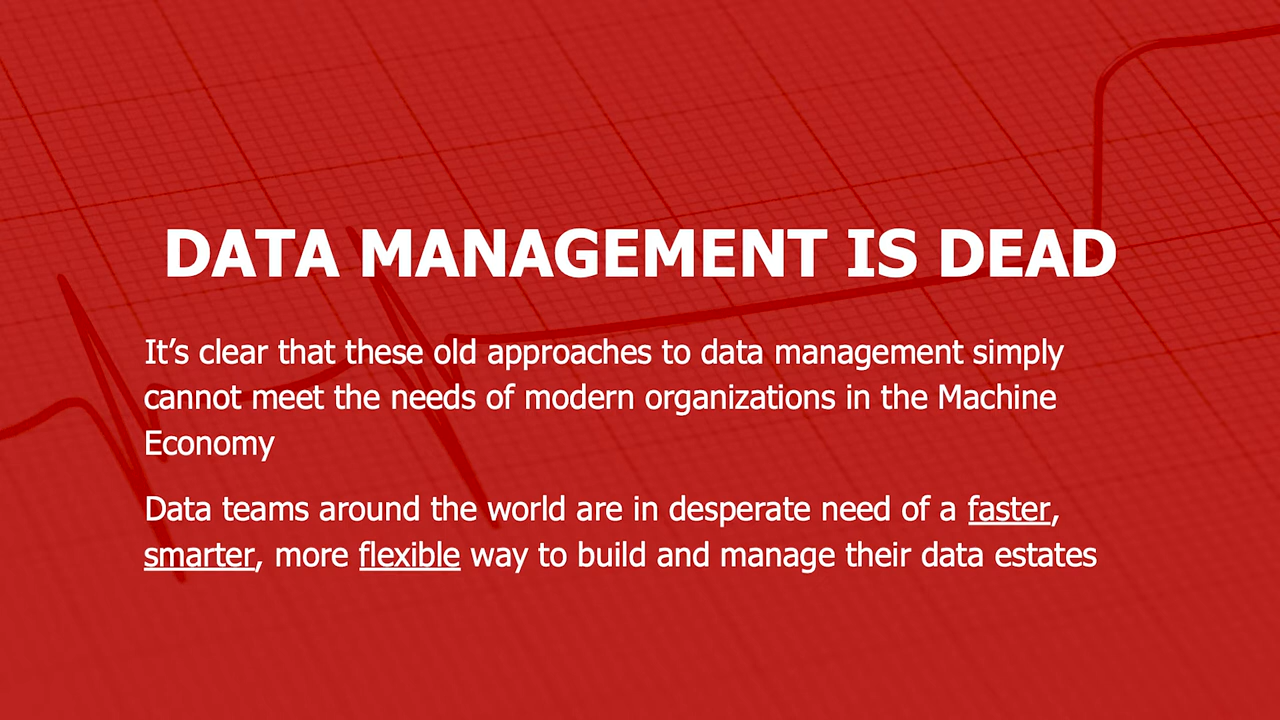 DATA MANAGEMENT IS DEAD
It’s clear that these old approaches to data management simply
cannot meet the needs of modern organizations in the Machine
Economy
Data teams around the world are in desperate need of a faster,
smarter, more flexible way to build and manage their data estates